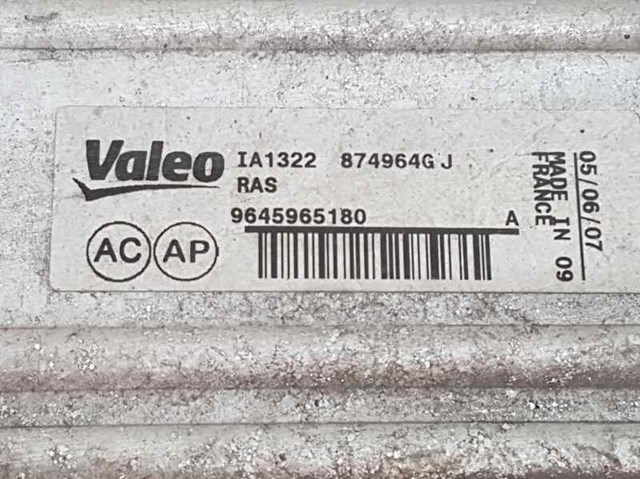 Valeo IA1322 874964G J
RAS
9645965180 A
AC AP
05/06/07
MADE IN 09
FRANCE